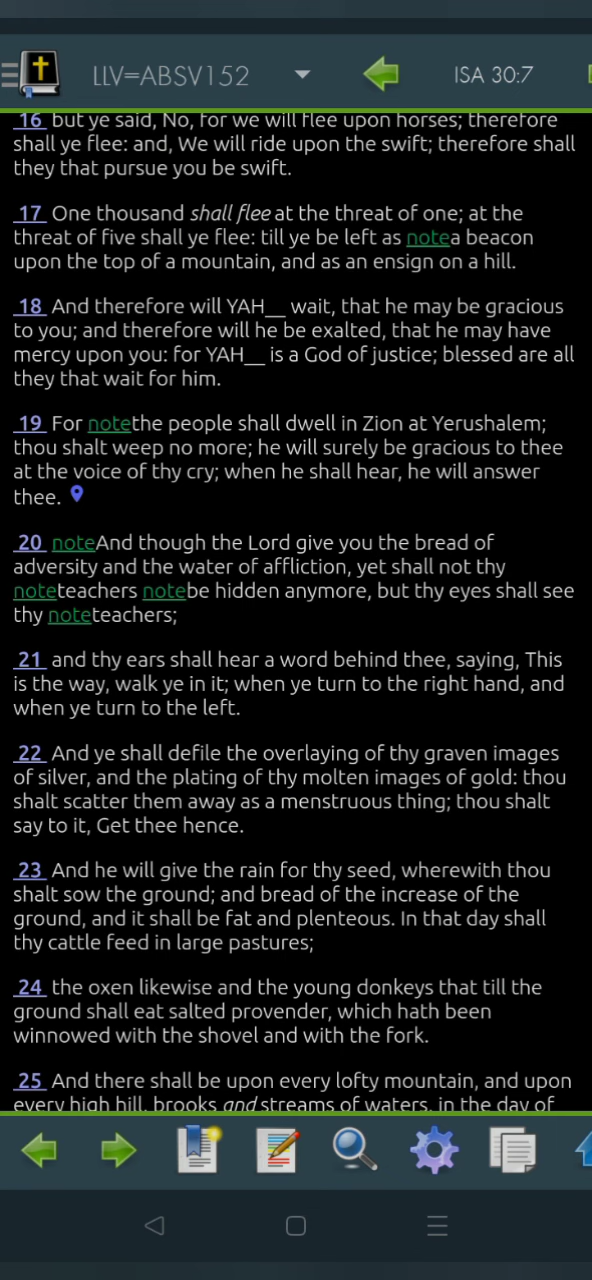 LLV=ABSV152
ISA 30:7
16 but ye said, No, for we will flee upon horses; therefore
shall ye flee: and, We will ride upon the swift; therefore shall
they that pursue you be swift.
17 One thousand shall flee at the threat of one; at the
threat of five shall ye flee: till ye be left as notea beacon
upon the top of a mountain, and as an ensign on a hill.
18 And therefore will YAH__ wait, that he may be gracious
to you; and therefore will he be exalted, that he may have
mercy upon you: for YAH__ is a God of justice; blessed are all
they that wait for him.
19 For notethe people shall dwell in Zion at Yerushalem;
thou shalt weep no more; he will surely be gracious to thee
at the voice of thy cry; when he shall hear, he will answer
thee.
20 noteAnd though the Lord give you the bread of
adversity and the water of affliction, yet shall not thy
noteteachers notebe hidden anymore, but thy eyes shall see
thy noteteachers;
21 and thy ears shall hear a word behind thee, saying, This
is the way, walk ye in it; when ye turn to the right hand, and
when ye turn to the left.
22 And ye shall defile the overlaying of thy graven images
of silver, and the plating of thy molten images of gold: thou
shalt scatter them away as a menstruous thing; thou shalt
say to it, Get thee hence.
23 And he will give the rain for thy seed, wherewith thou
shalt sow the ground; and bread of the increase of the
ground, and it shall be fat and plenteous. In that day shall
thy cattle feed in large pastures;
24 the oxen likewise and the young donkeys that till the
ground shall eat salted provender, which hath been
winnowed with the shovel and with the fork.
25 And there shall be upon every lofty mountain, and upon
every high hill, brooks and streams of waters, in the day of